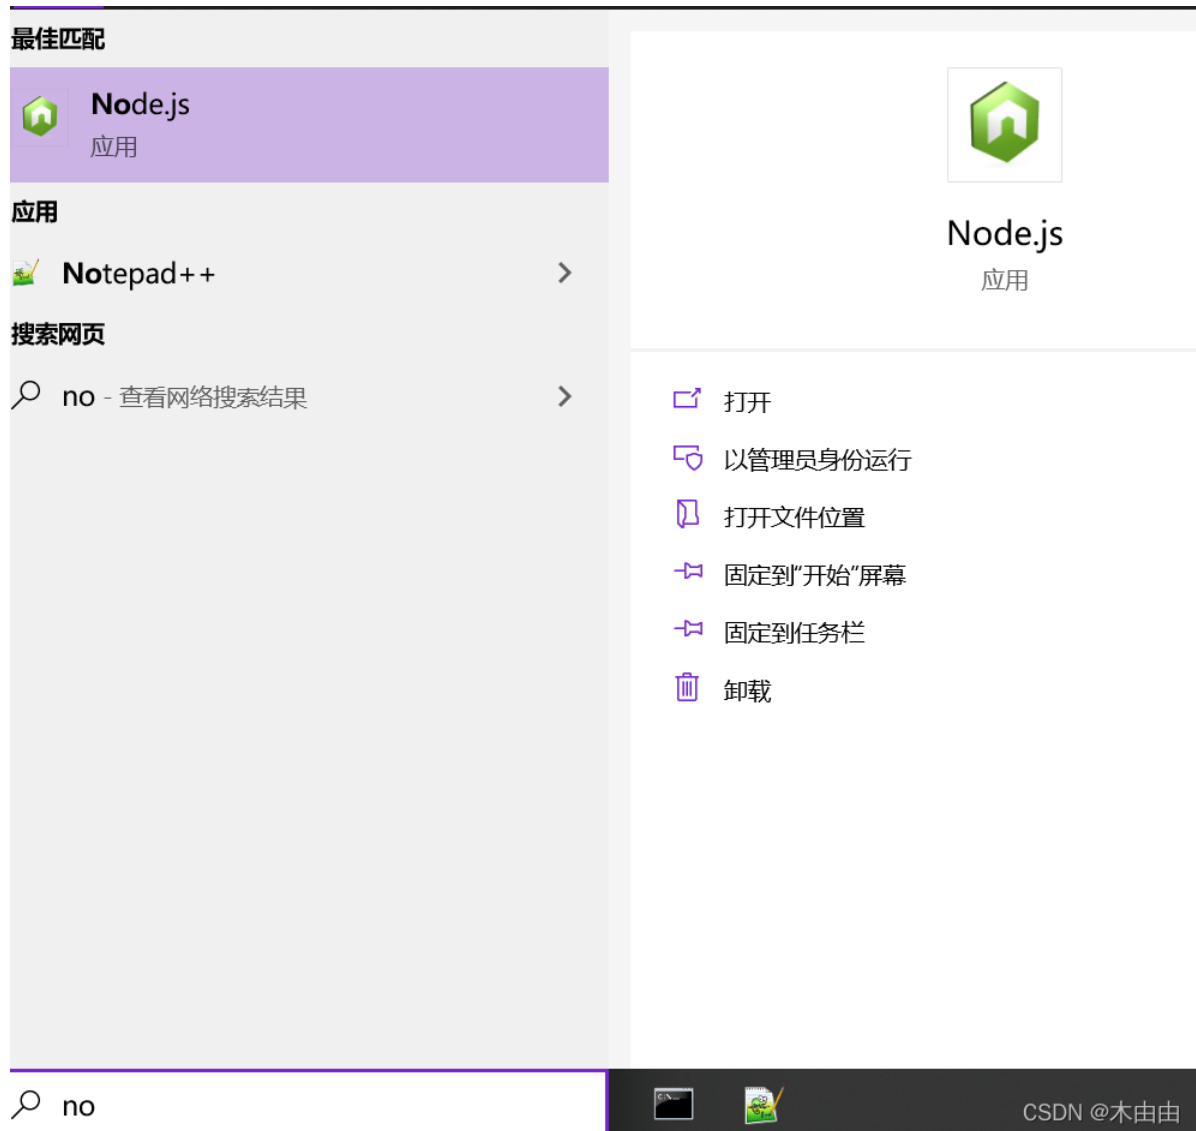 最佳匹配
Node.js
应用
应用
Notepad++
搜索网页
no - 查看网络搜索结果
no
Node.js
应用
打开
以管理员身份运行
打开文件位置
固定到"开始"屏幕
固定到任务栏
卸载
CSDN @木由由